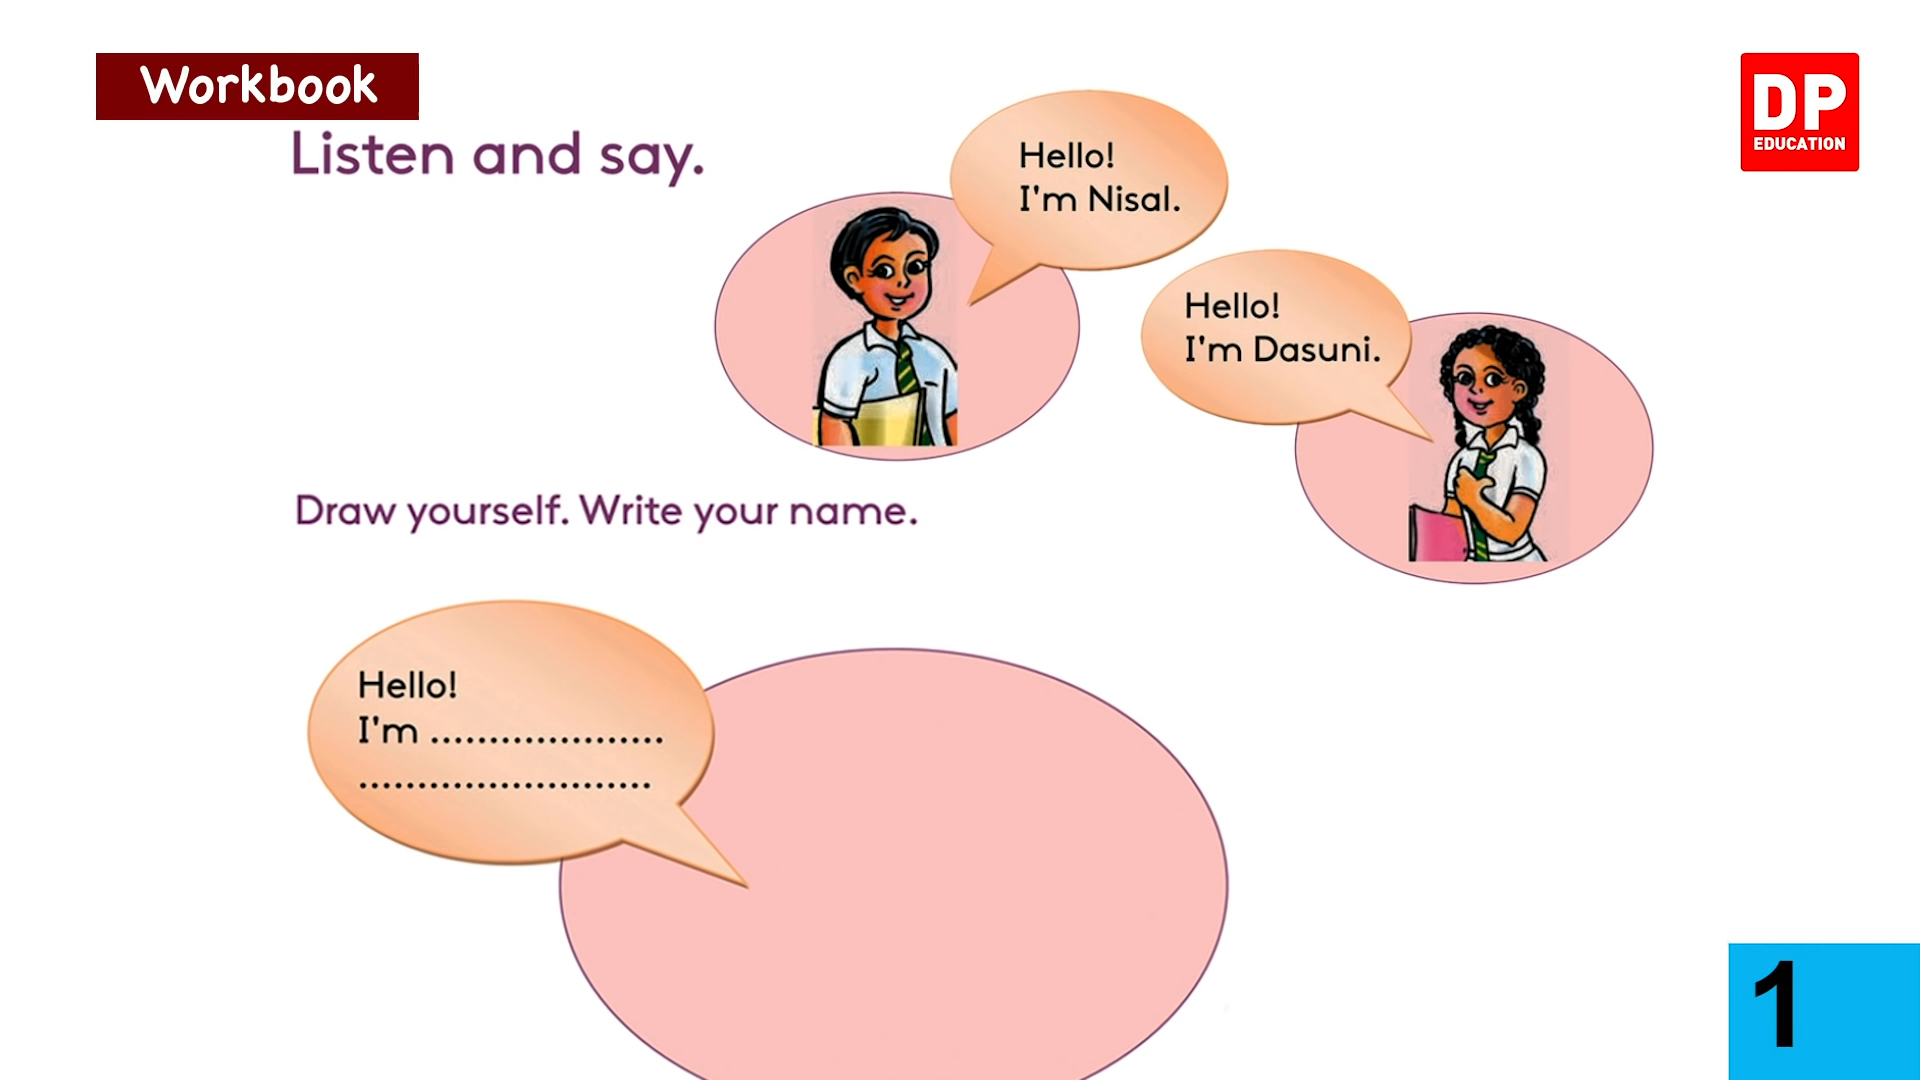 Workbook
DP
EDUCATION
Listen and say.
Hello!
I'm Nisal.
Hello!
I'm Dasuni.
Draw yourself. Write your name.
Hello!
I'm ....................
.........................
1